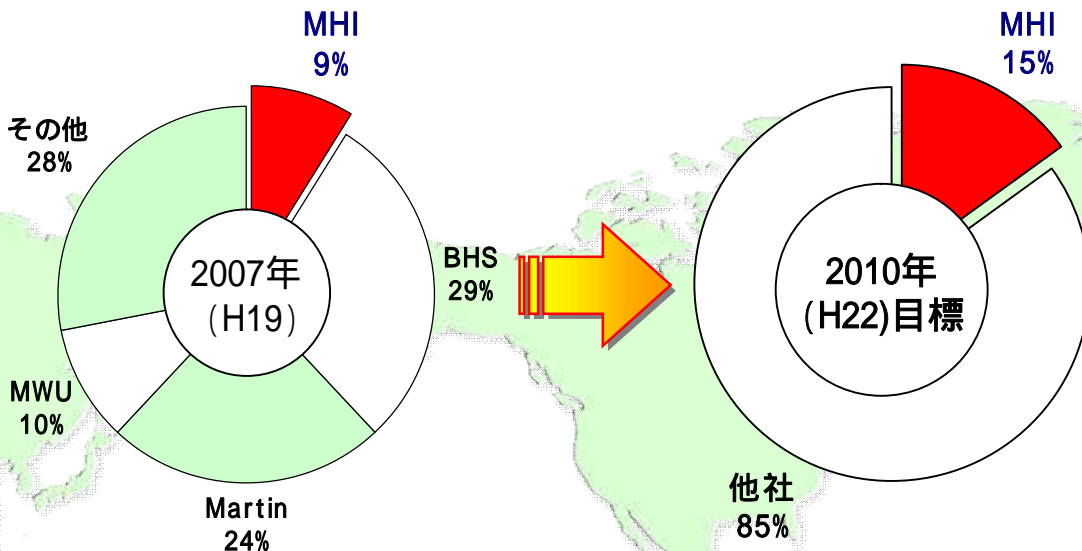 MHI
9%
その他
28%
2007年
(H19)
BHS
29%
MWU
10%
Martin
24%
MHI
15%
2010年
(H22)目標
他社
85%